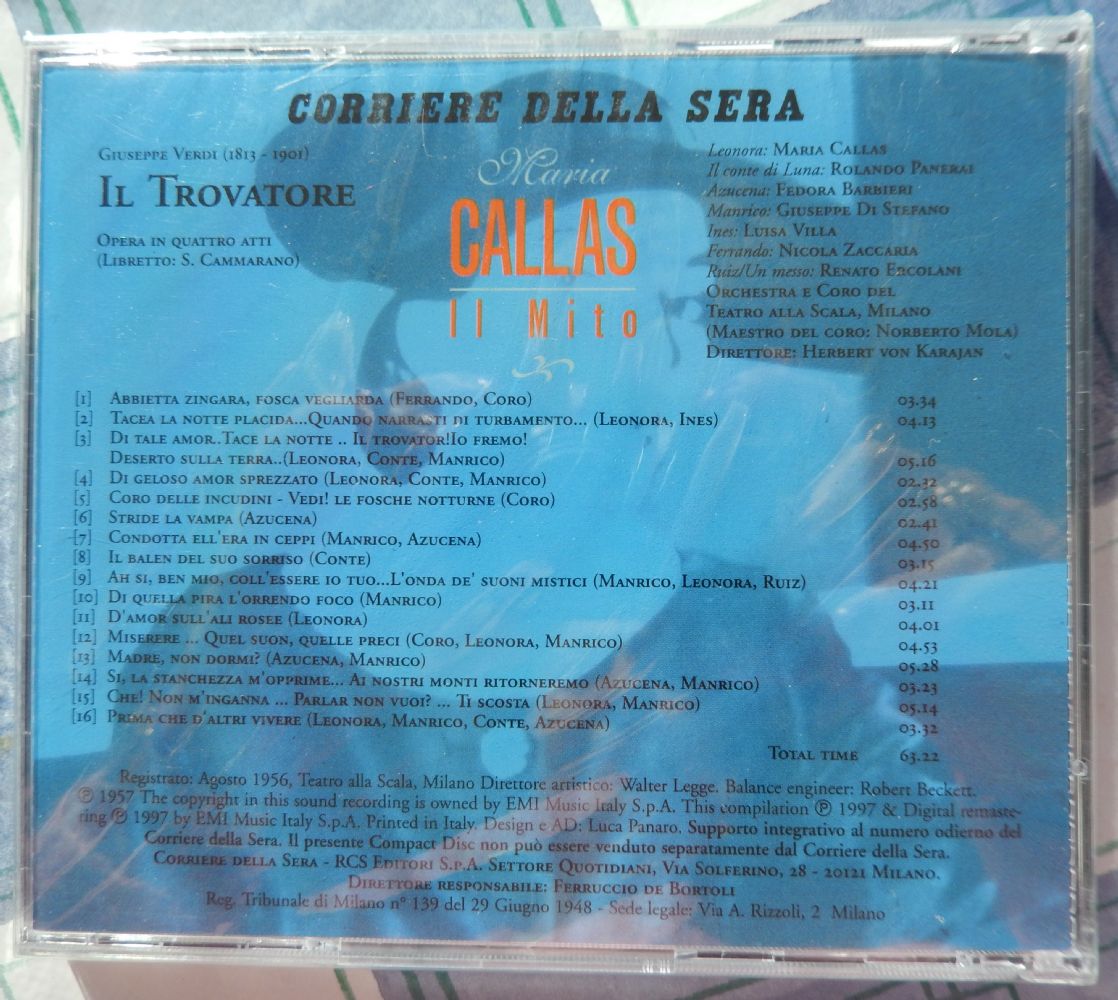 CORRIERE DELLA SERA
Giuseppe Verdi (1813 - 1901)
Il Trovatore
Opera in quattro atti
(Libretto: S. Cammarano)
Maria
CALLAS
Il Mito
Leonora: Maria Callas
Il conte di Luna: Rolando Panerai
Azucena: Fedora Barbieri
Manrico: Giuseppe Di Stefano
Ines: Luisa Villa
Ferrando: Nicola Zaccaria
Ruiz/Un messo: Renato Ercolani
Orchestra e Coro del
Teatro alla Scala, Milano
(Maestro del coro: Norberto Mola)
Direttore: Herbert von Karajan
[1] Abbietta zingara, fosca vegliarda (Ferrando, Coro) 03.34
[2] Tacea la notte placida...Quando narrasti di turbamento... (Leonora, Ines) 04.13
[3] Di tale amor..Tace la notte .. Il trovator!Io fremo!
Deserto sulla terra..(Leonora, Conte, Manrico) 05.16
[4] Di geloso amor sprezzato (Leonora, Conte, Manrico) 02.32
[5] Coro delle incudini - Vedi! le fosche notturne (Coro) 02.58
[6] Stride la vampa (Azucena) 02.41
[7] Condotta ell'era in ceppi (Manrico, Azucena) 04.50
[8] Il balen del suo sorriso (Conte) 03.15
[9] Ah si, ben mio, coll'essere io tuo...L'onda de' suoni mistici (Manrico, Leonora, Ruiz) 04.21
[10] Di quella pira l'orrendo foco (Manrico) 03.11
[11] D'amor sull'ali rosee (Leonora) 04.01
[12] Miserere ... Quel suon, quelle preci (Coro, Leonora, Manrico) 04.53
[13] Madre, non dormi? (Azucena, Manrico) 05.28
[14] Si, la stanchezza m'opprime... Ai nostri monti ritorneremo (Azucena, Manrico) 03.23
[15] Che! Non m'inganna ... Parlar non vuoi? ... Ti scosta (Leonora, Manrico) 05.14
[16] Prima che d'altri vivere (Leonora, Manrico, Conte, Azucena) 03.32
Total time 63.22
Registrato: Agosto 1956, Teatro alla Scala, Milano Direttore artistico: Walter Legge. Balance engineer: Robert Beckett.
℗ 1957 The copyright in this sound recording is owned by EMI Music Italy S.p.A. This compilation ℗ 1997 & Digital remaste-
ring ℗ 1997 by EMI Music Italy S.p.A. Printed in Italy. Design e AD: Luca Panaro. Supporto integrativo al numero odierno del
Corriere della Sera. Il presente Compact Disc non può essere venduto separatamente dal Corriere della Sera.
Corriere della Sera - RCS Editori S.p.A. Settore Quotidiani, Via Solferino, 28 - 20121 Milano.
Direttore responsabile: Ferruccio de Bortoli
Reg. Tribunale di Milano n° 139 del 29 Giugno 1948 - Sede legale: Via A. Rizzoli, 2 Milano